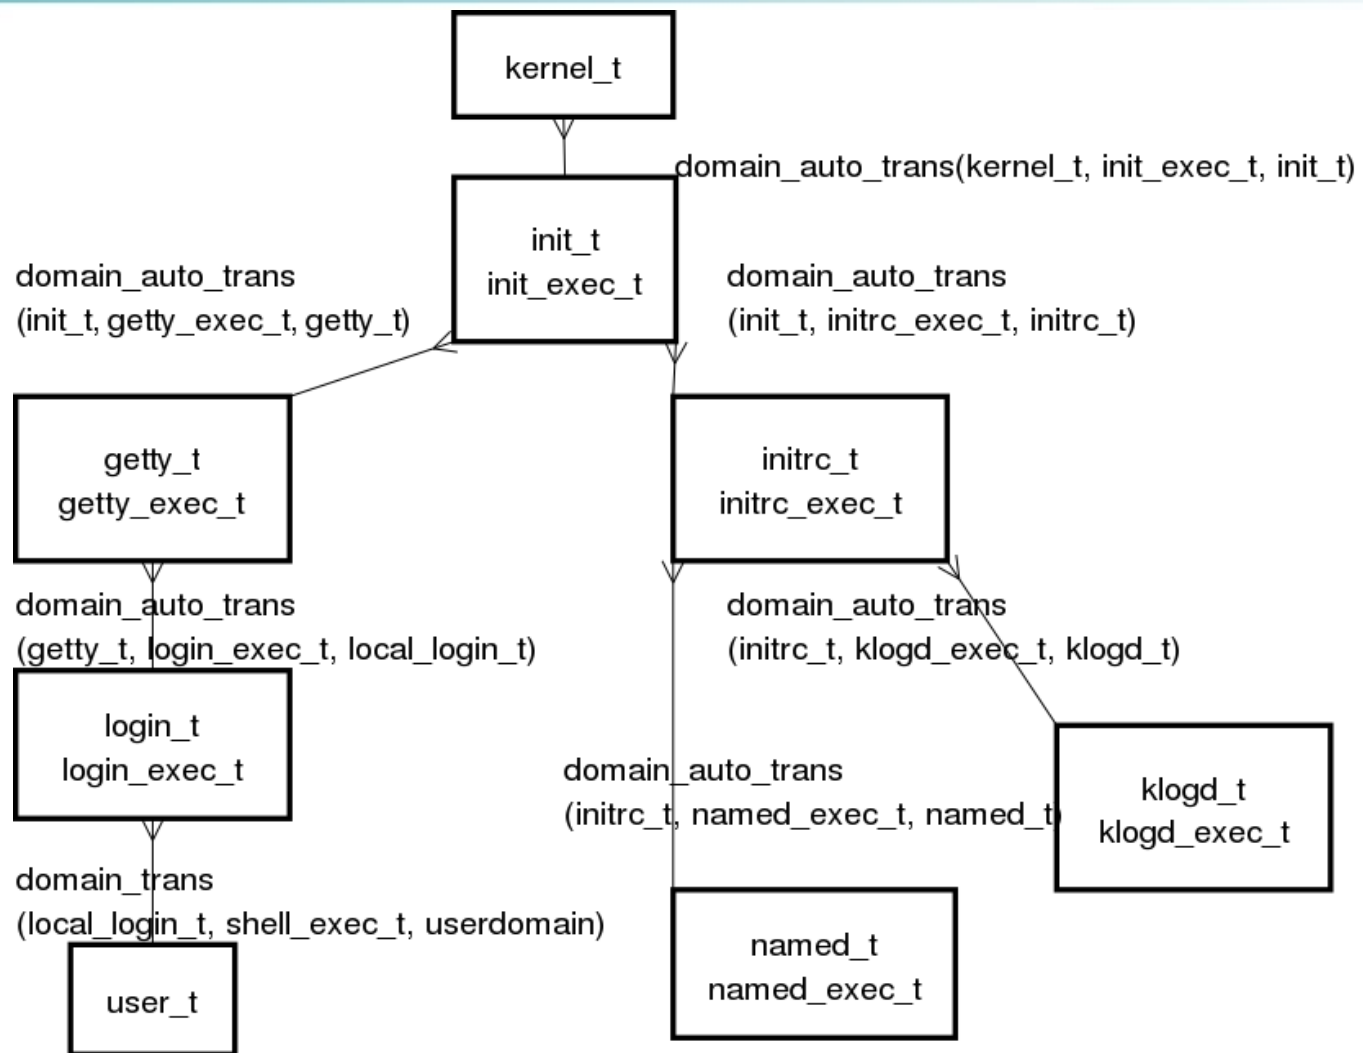 kernel_t
domain_auto_trans(kernel_t, init_exec_t, init_t)
init_t
init_exec_t
domain_auto_trans
(init_t, getty_exec_t, getty_t)
domain_auto_trans
(init_t, initrc_exec_t, initrc_t)
getty_t
getty_exec_t
initrc_t
initrc_exec_t
domain_auto_trans
(getty_t, login_exec_t, local_login_t)
domain_auto_trans
(initrc_t, klogd_exec_t, klogd_t)
login_t
login_exec_t
domain_auto_trans
(initrc_t, named_exec_t, named_t)
klogd_t
klogd_exec_t
domain_trans
(local_login_t, shell_exec_t, userdomain)
named_t
named_exec_t
user_t